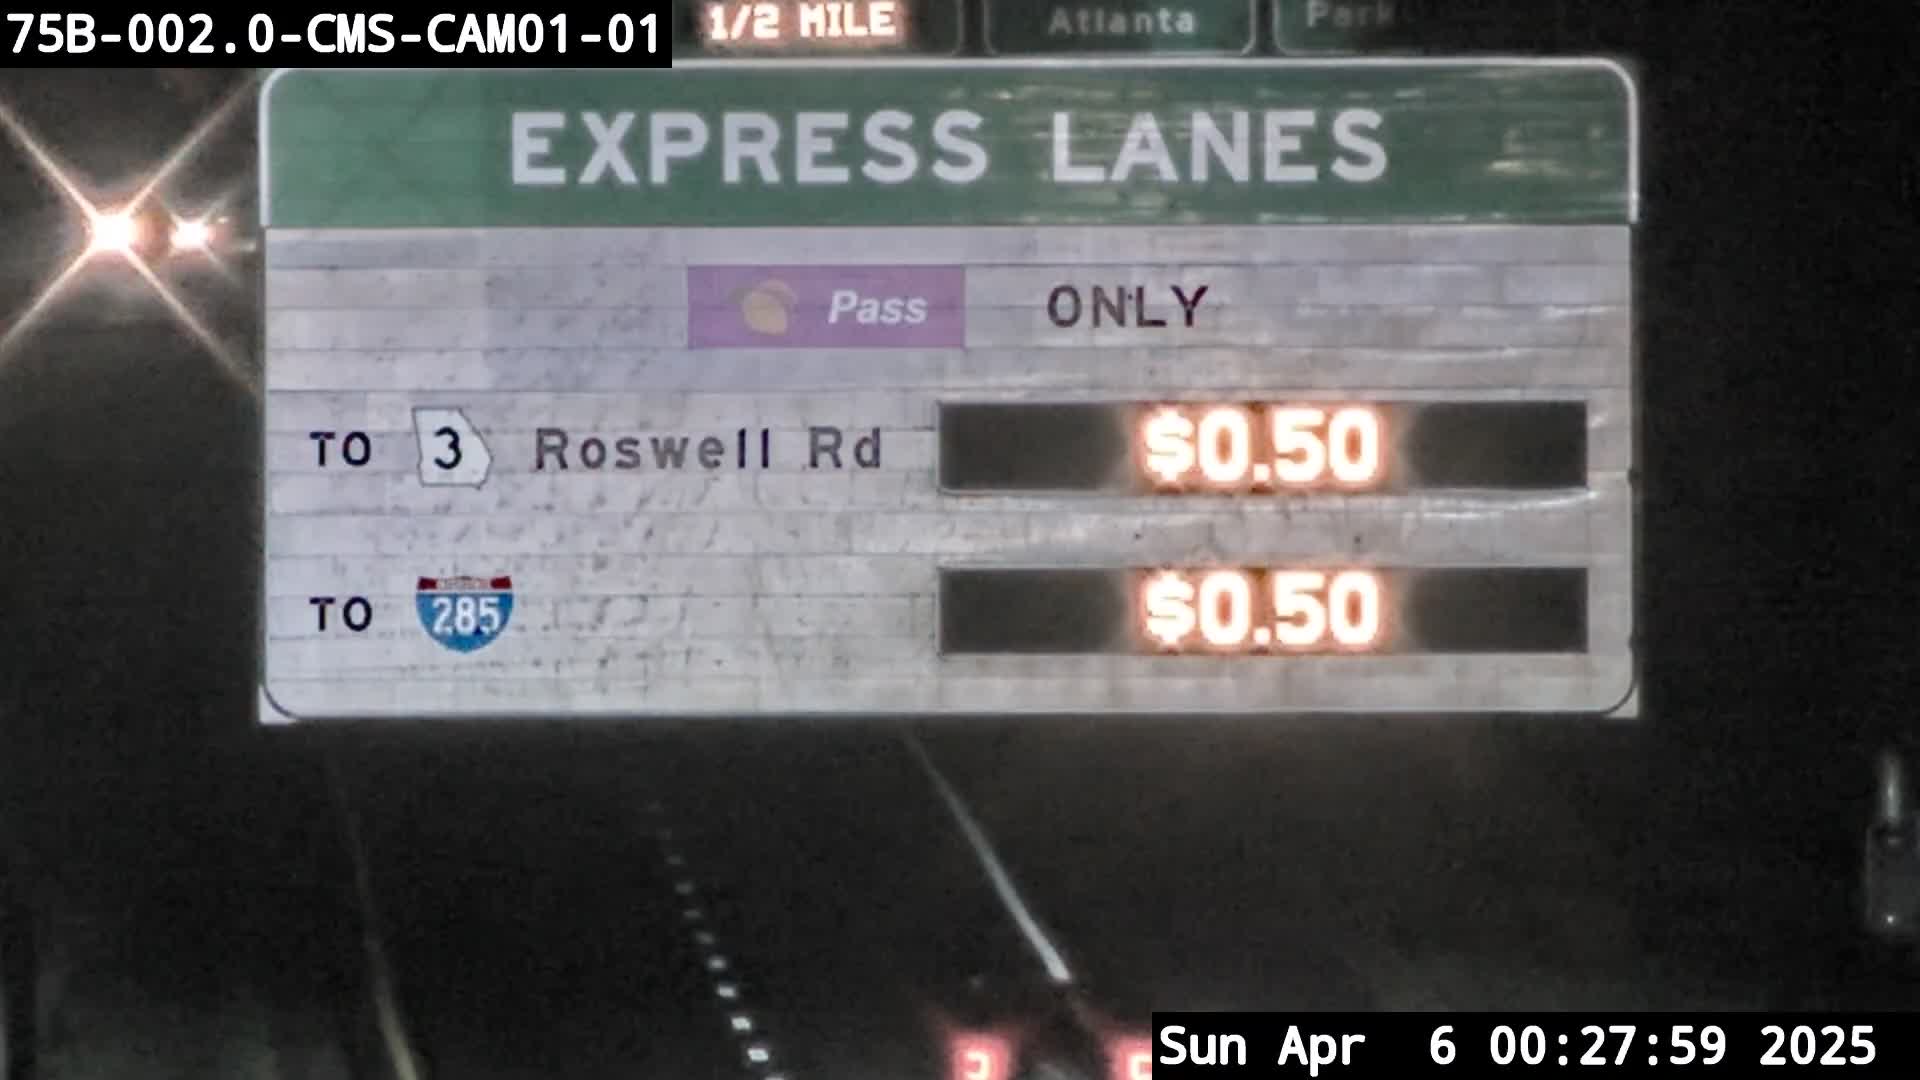 75B-002.0-CMS-CAM01-01
1/2 MILE
Atlanta
Park
EXPRESS LANES
Pass ONLY
TO 3 Roswell Rd $0.50
TO 285 $0.50
Sun Apr 6 00:27:59 2025